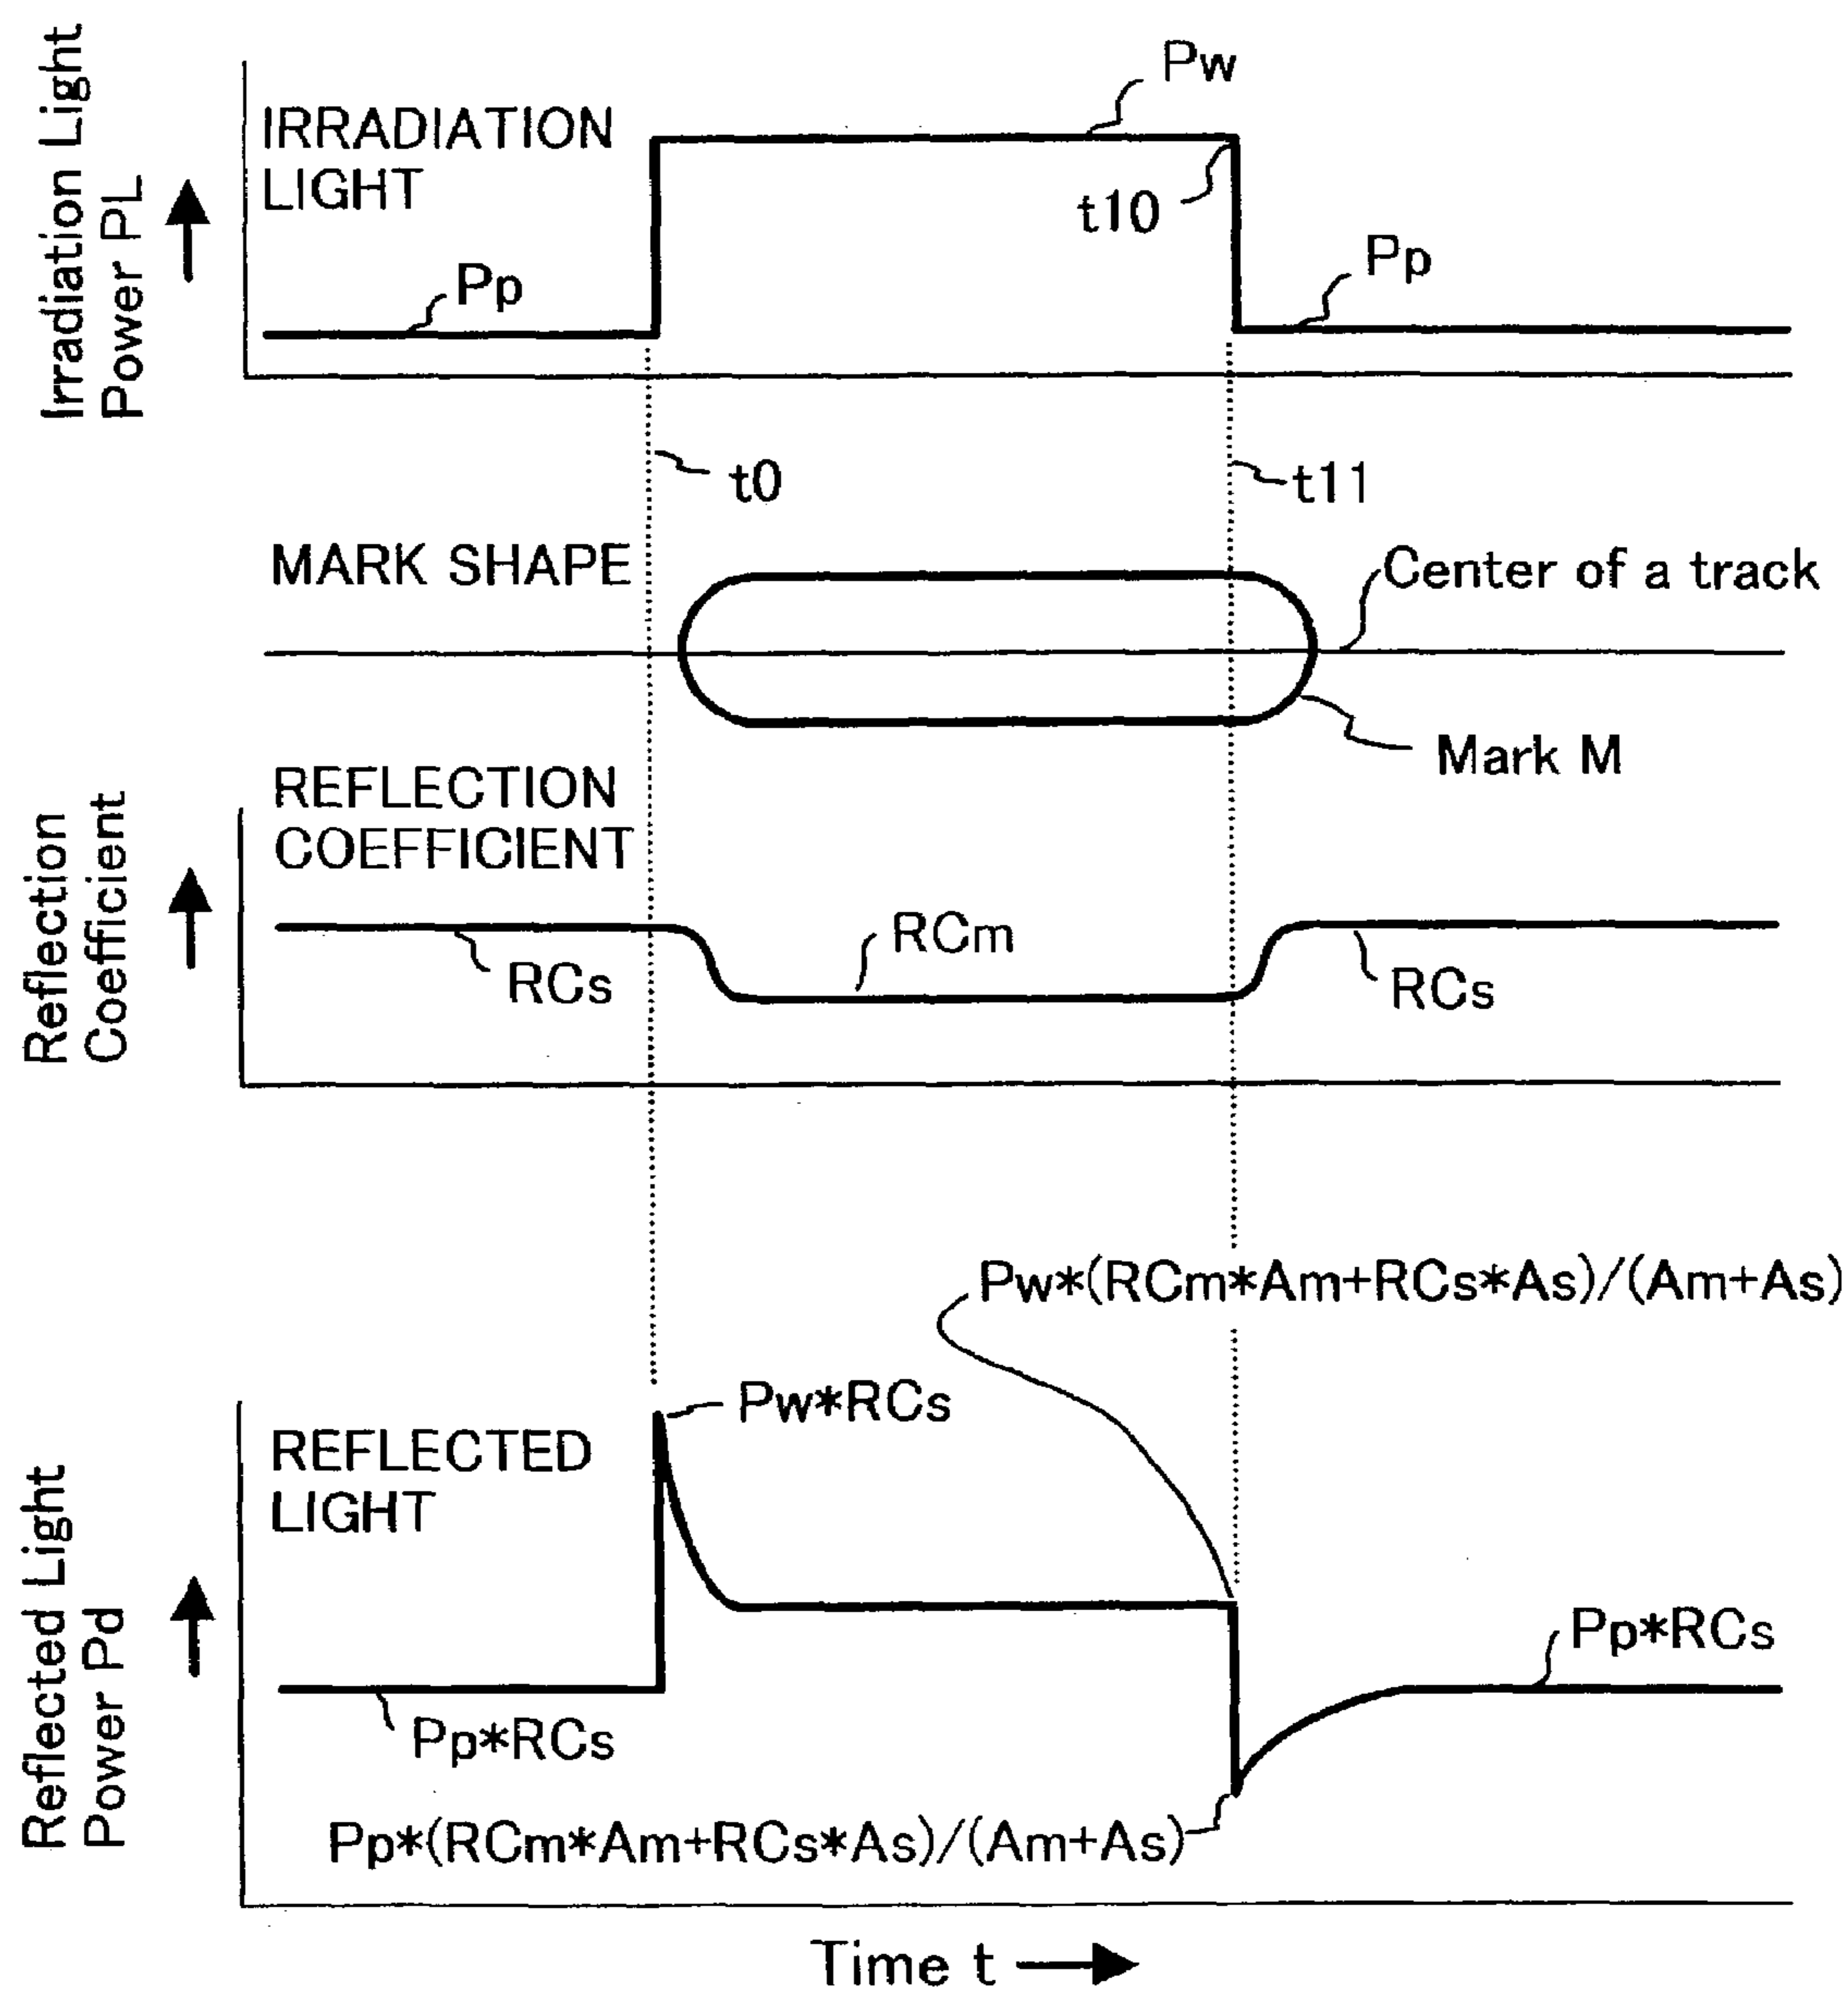 Irradiation Light
Power PL
IRRADIATION
LIGHT
Pw
t10
Pp
Pp
t0
t11
MARK SHAPE
Center of a track
Mark M
Reflection
Coefficient
REFLECTION
COEFFICIENT
RCs
RCm
RCs
Pw*(RCm*Am+RCs*As)/(Am+As)
Reflected Light
Power Pd
REFLECTED
LIGHT
Pw*RCs
Pp*RCs
Pp*RCs
Pp*(RCm*Am+RCs*As)/(Am+As)
Time t